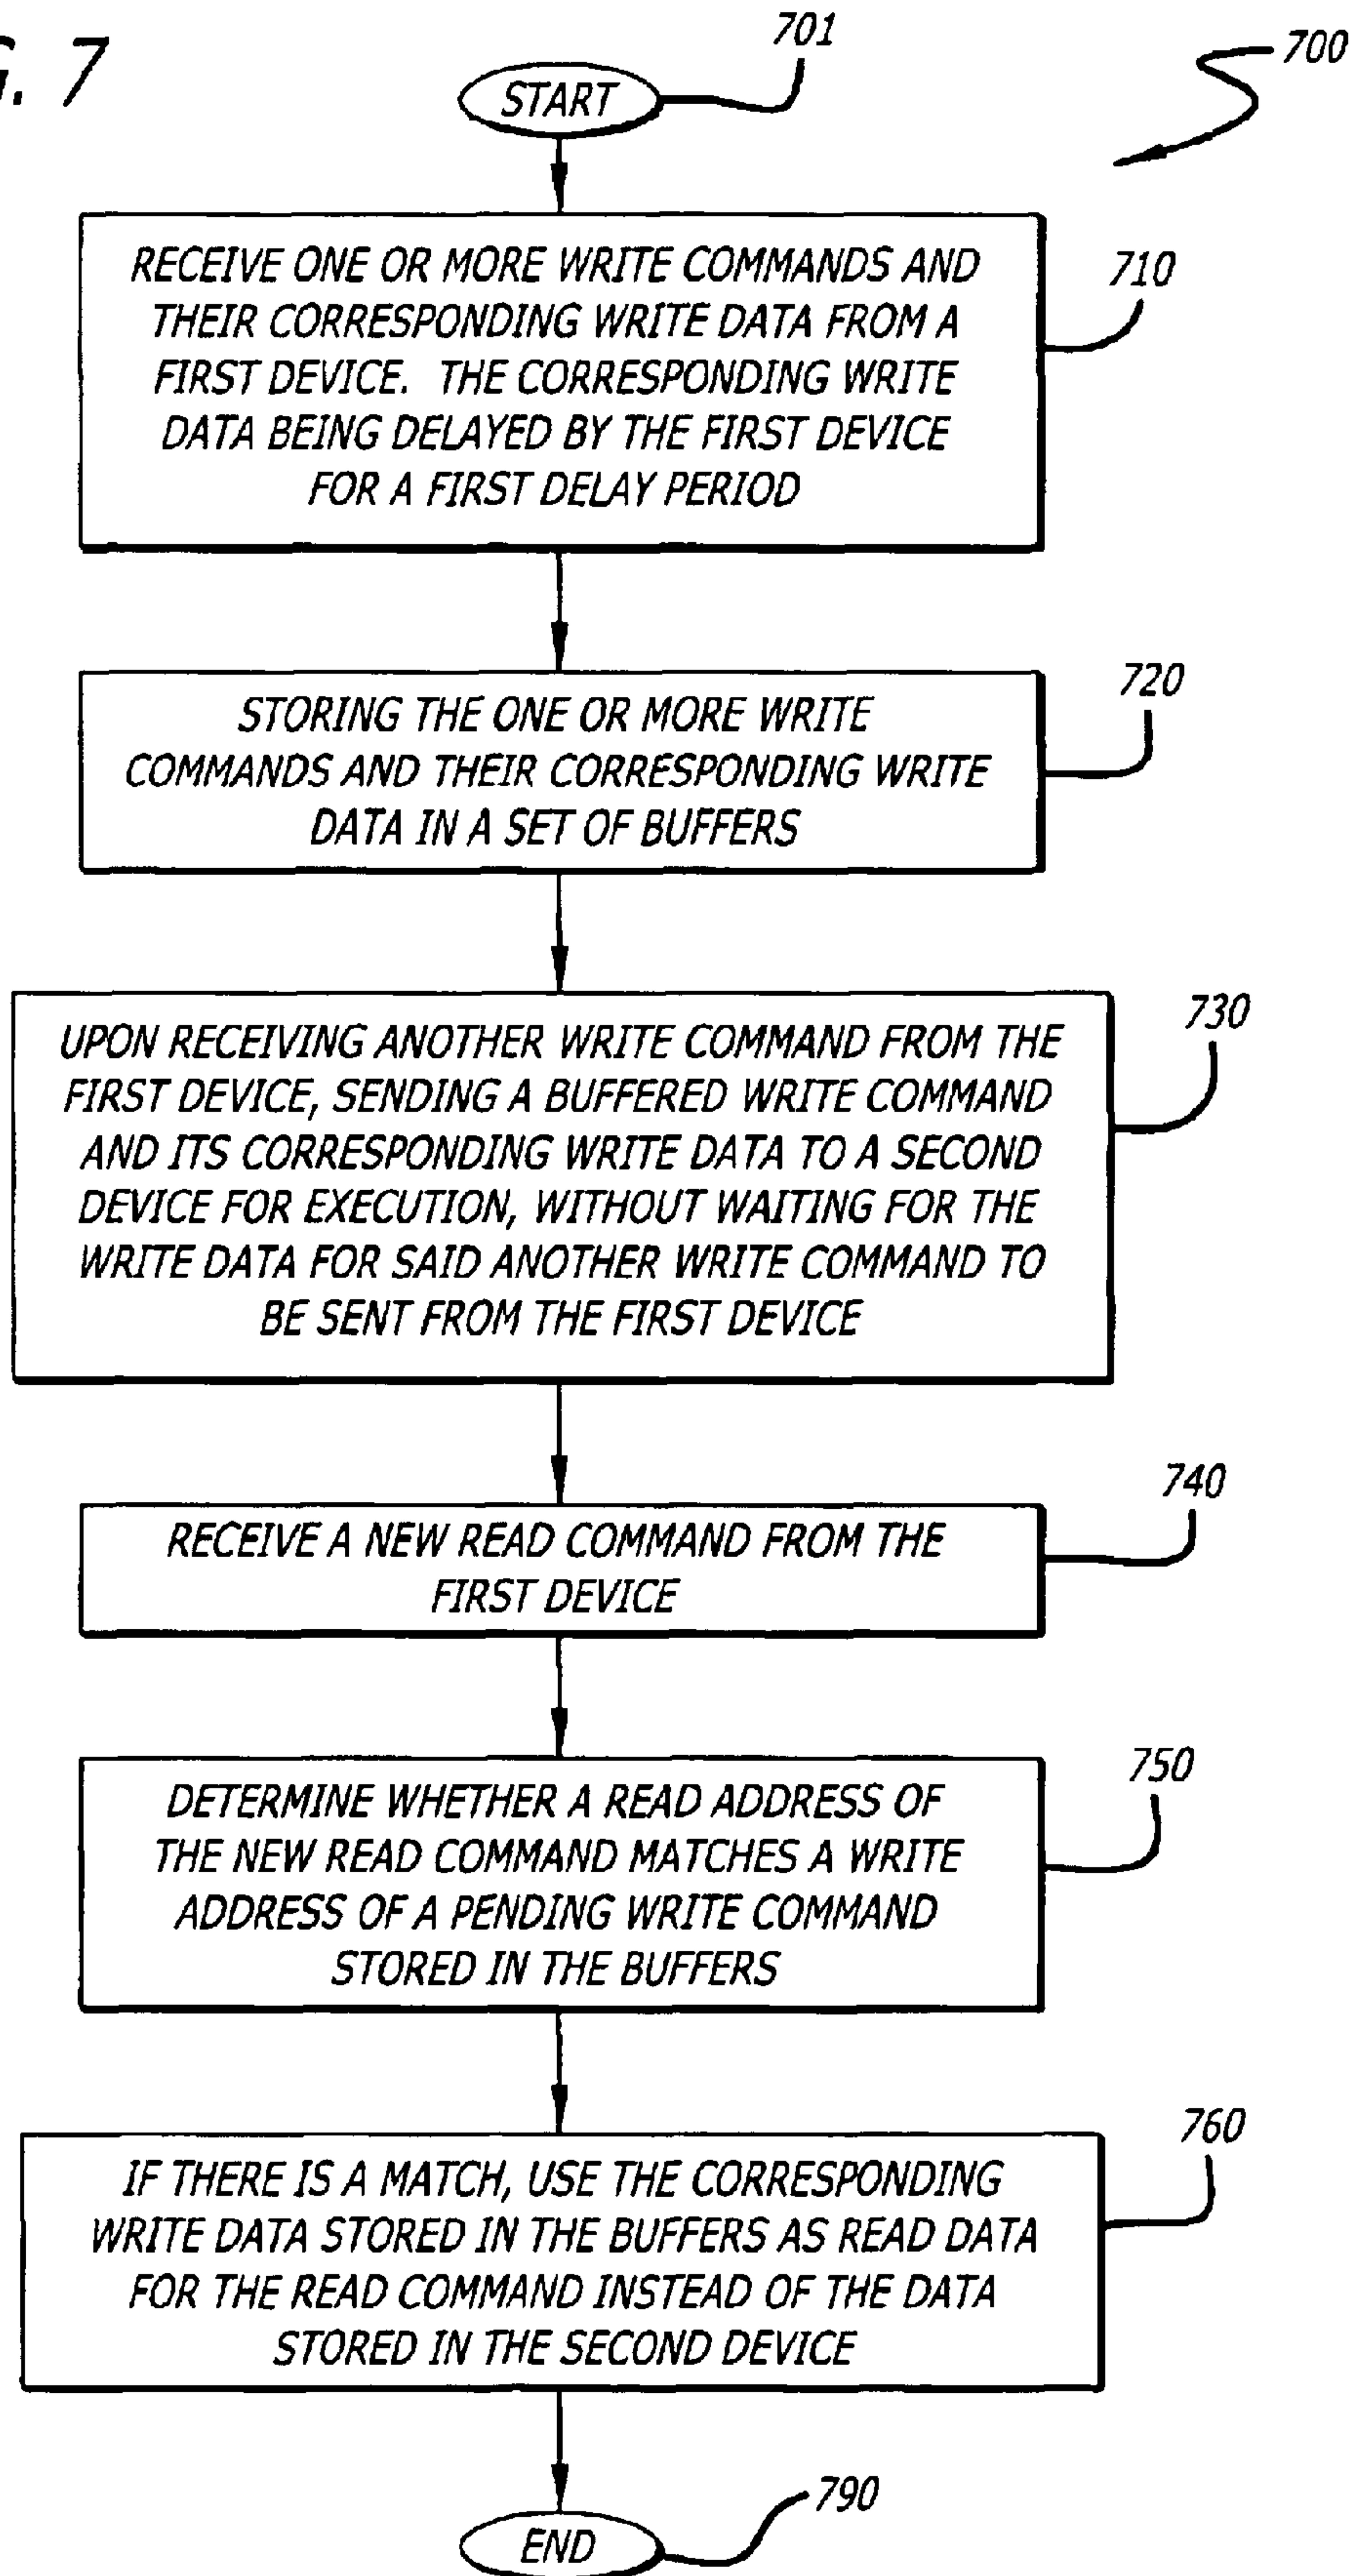 G. 7
701
700
START
RECEIVE ONE OR MORE WRITE COMMANDS AND
THEIR CORRESPONDING WRITE DATA FROM A
FIRST DEVICE. THE CORRESPONDING WRITE
DATA BEING DELAYED BY THE FIRST DEVICE
FOR A FIRST DELAY PERIOD
710
STORING THE ONE OR MORE WRITE
COMMANDS AND THEIR CORRESPONDING WRITE
DATA IN A SET OF BUFFERS
720
UPON RECEIVING ANOTHER WRITE COMMAND FROM THE
FIRST DEVICE, SENDING A BUFFERED WRITE COMMAND
AND ITS CORRESPONDING WRITE DATA TO A SECOND
DEVICE FOR EXECUTION, WITHOUT WAITING FOR THE
WRITE DATA FOR SAID ANOTHER WRITE COMMAND TO
BE SENT FROM THE FIRST DEVICE
730
RECEIVE A NEW READ COMMAND FROM THE
FIRST DEVICE
740
DETERMINE WHETHER A READ ADDRESS OF
THE NEW READ COMMAND MATCHES A WRITE
ADDRESS OF A PENDING WRITE COMMAND
STORED IN THE BUFFERS
750
IF THERE IS A MATCH, USE THE CORRESPONDING
WRITE DATA STORED IN THE BUFFERS AS READ DATA
FOR THE READ COMMAND INSTEAD OF THE DATA
STORED IN THE SECOND DEVICE
760
END
790